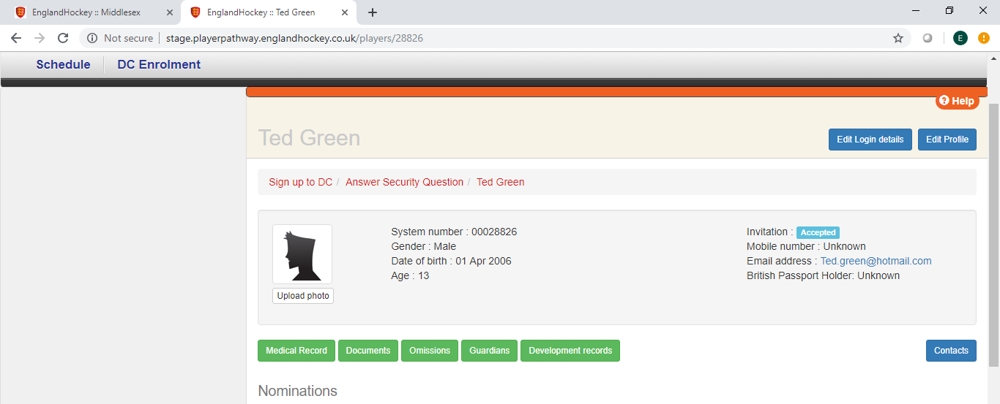 EnglandHockey :: Middlesex
EnglandHockey :: Ted Green
Not secure stage.playerpathway.englandhockey.co.uk/players/28826
E
Schedule DC Enrolment
? Help
Ted Green
Edit Login details Edit Profile
Sign up to DC / Answer Security Question / Ted Green
System number : 00028826
Gender : Male
Date of birth : 01 Apr 2006
Age : 13
Invitation : Accepted
Mobile number : Unknown
Email address : Ted.green@hotmail.com
British Passport Holder: Unknown
Upload photo
Medical Record Documents Omissions Guardians Development records Contacts
Nominations